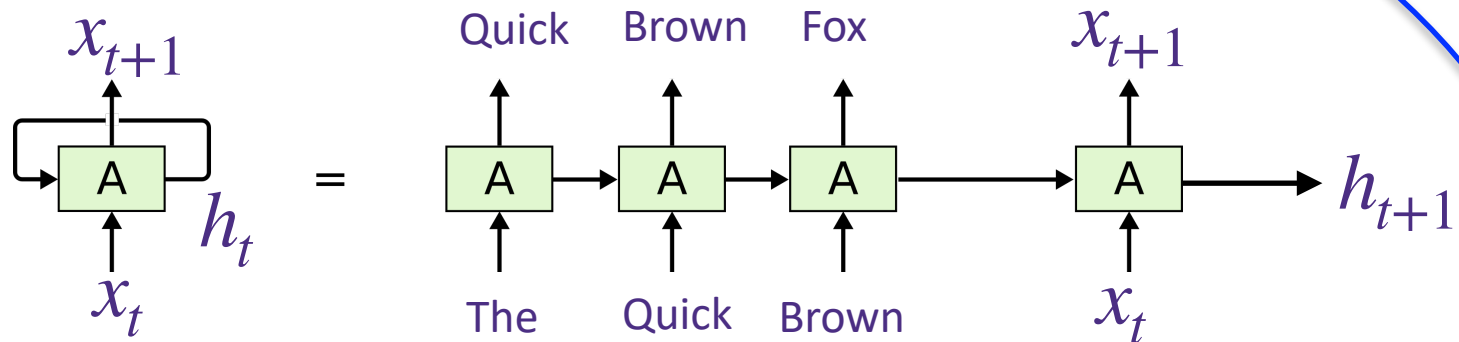 x_{t+1} Quick Brown Fox x_{t+1}
A = A A A A
h_t h_{t+1}
x_t The Quick Brown x_t